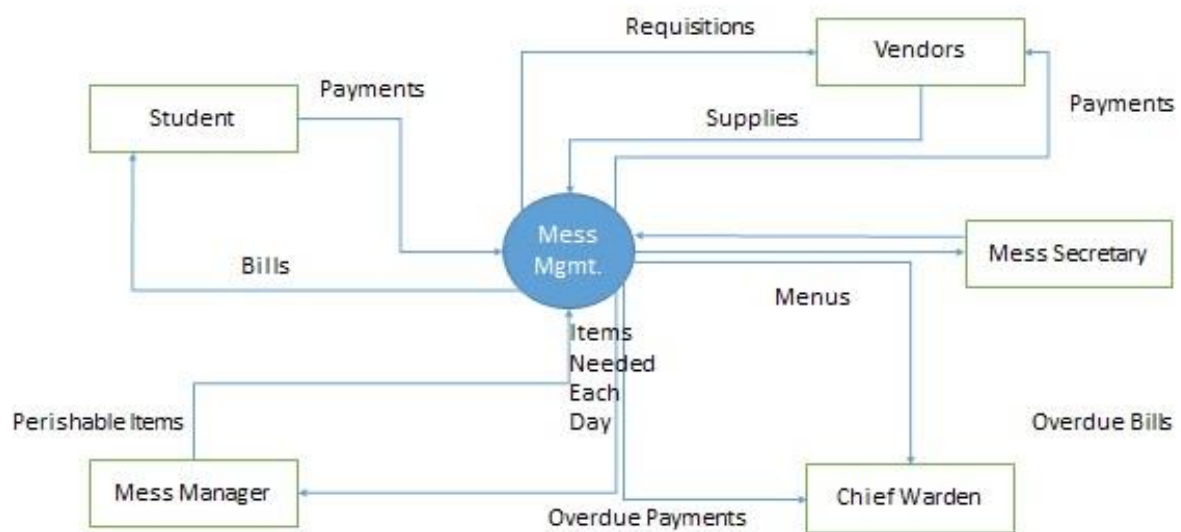 Requisitions
Vendors
Payments
Student
Payments
Supplies
Mess
Mgmt.
Mess Secretary
Bills
Menus
Items
Needed
Each
Day
Perishable Items
Overdue Bills
Mess Manager
Chief Warden
Overdue Payments